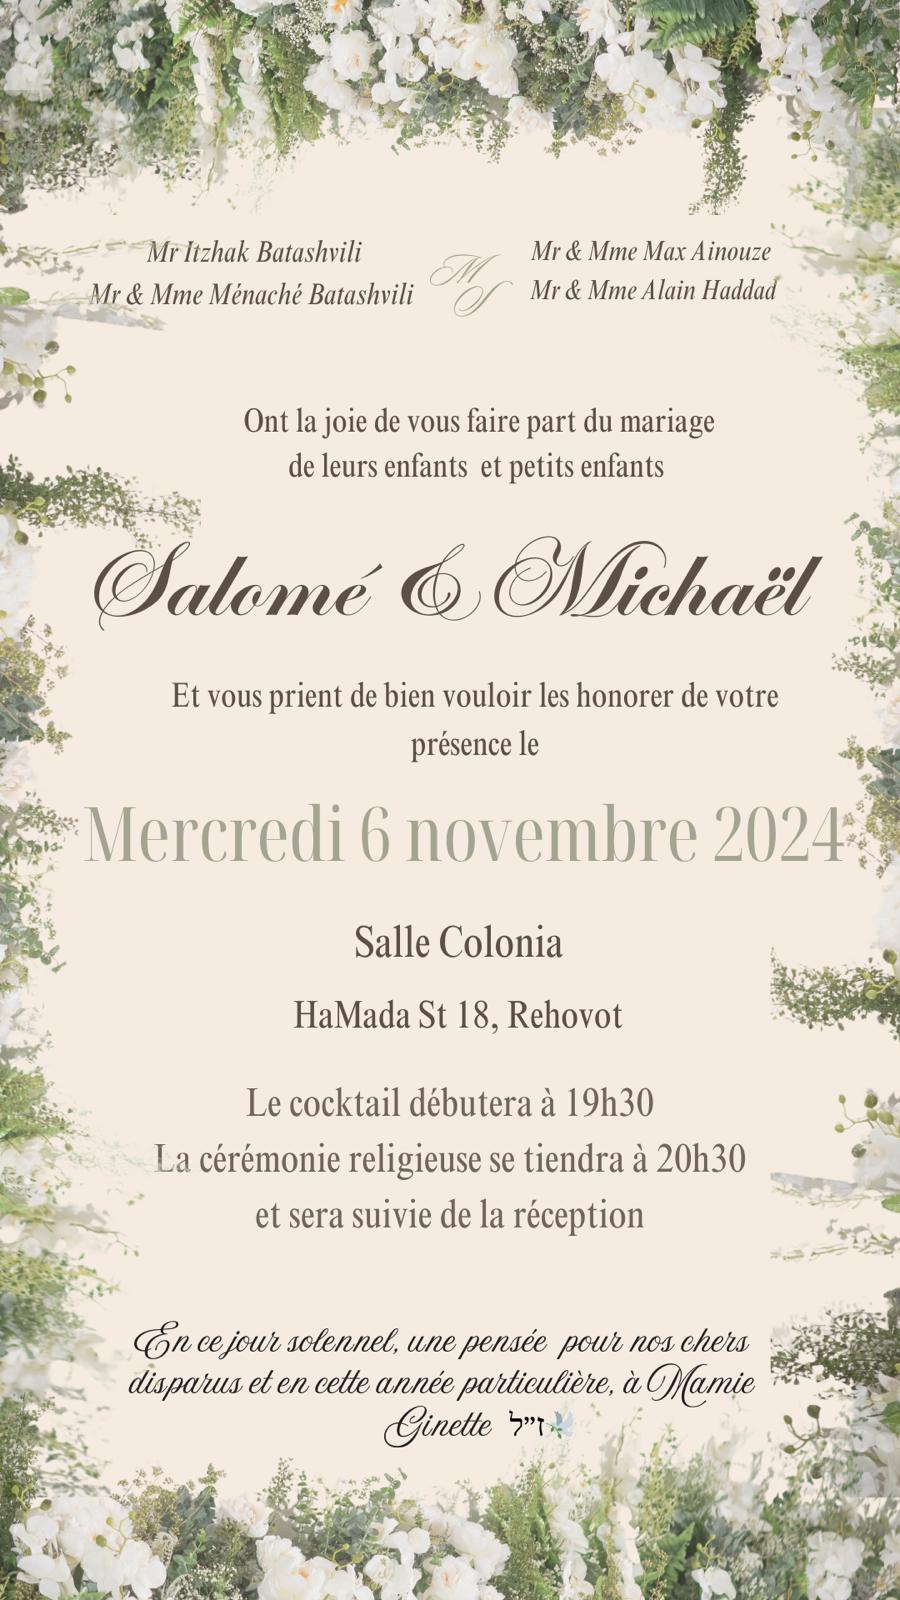 Mr Itzhak Batashvili
Mr & Mme Ménaché Batashvili
M
S
Mr & Mme Max Ainouze
Mr & Mme Alain Haddad
Ont la joie de vous faire part du mariage
de leurs enfants et petits enfants
Salomé & Michaël
Et vous prient de bien vouloir les honorer de votre
présence le
Mercredi 6 novembre 2024
Salle Colonia
HaMada St 18, Rehovot
Le cocktail débutera à 19h30
La cérémonie religieuse se tiendra à 20h30
et sera suivie de la réception
En ce jour solennel, une pensée pour nos chers
disparus et en cette année particulière, à Mamie
Ginette ז״ל